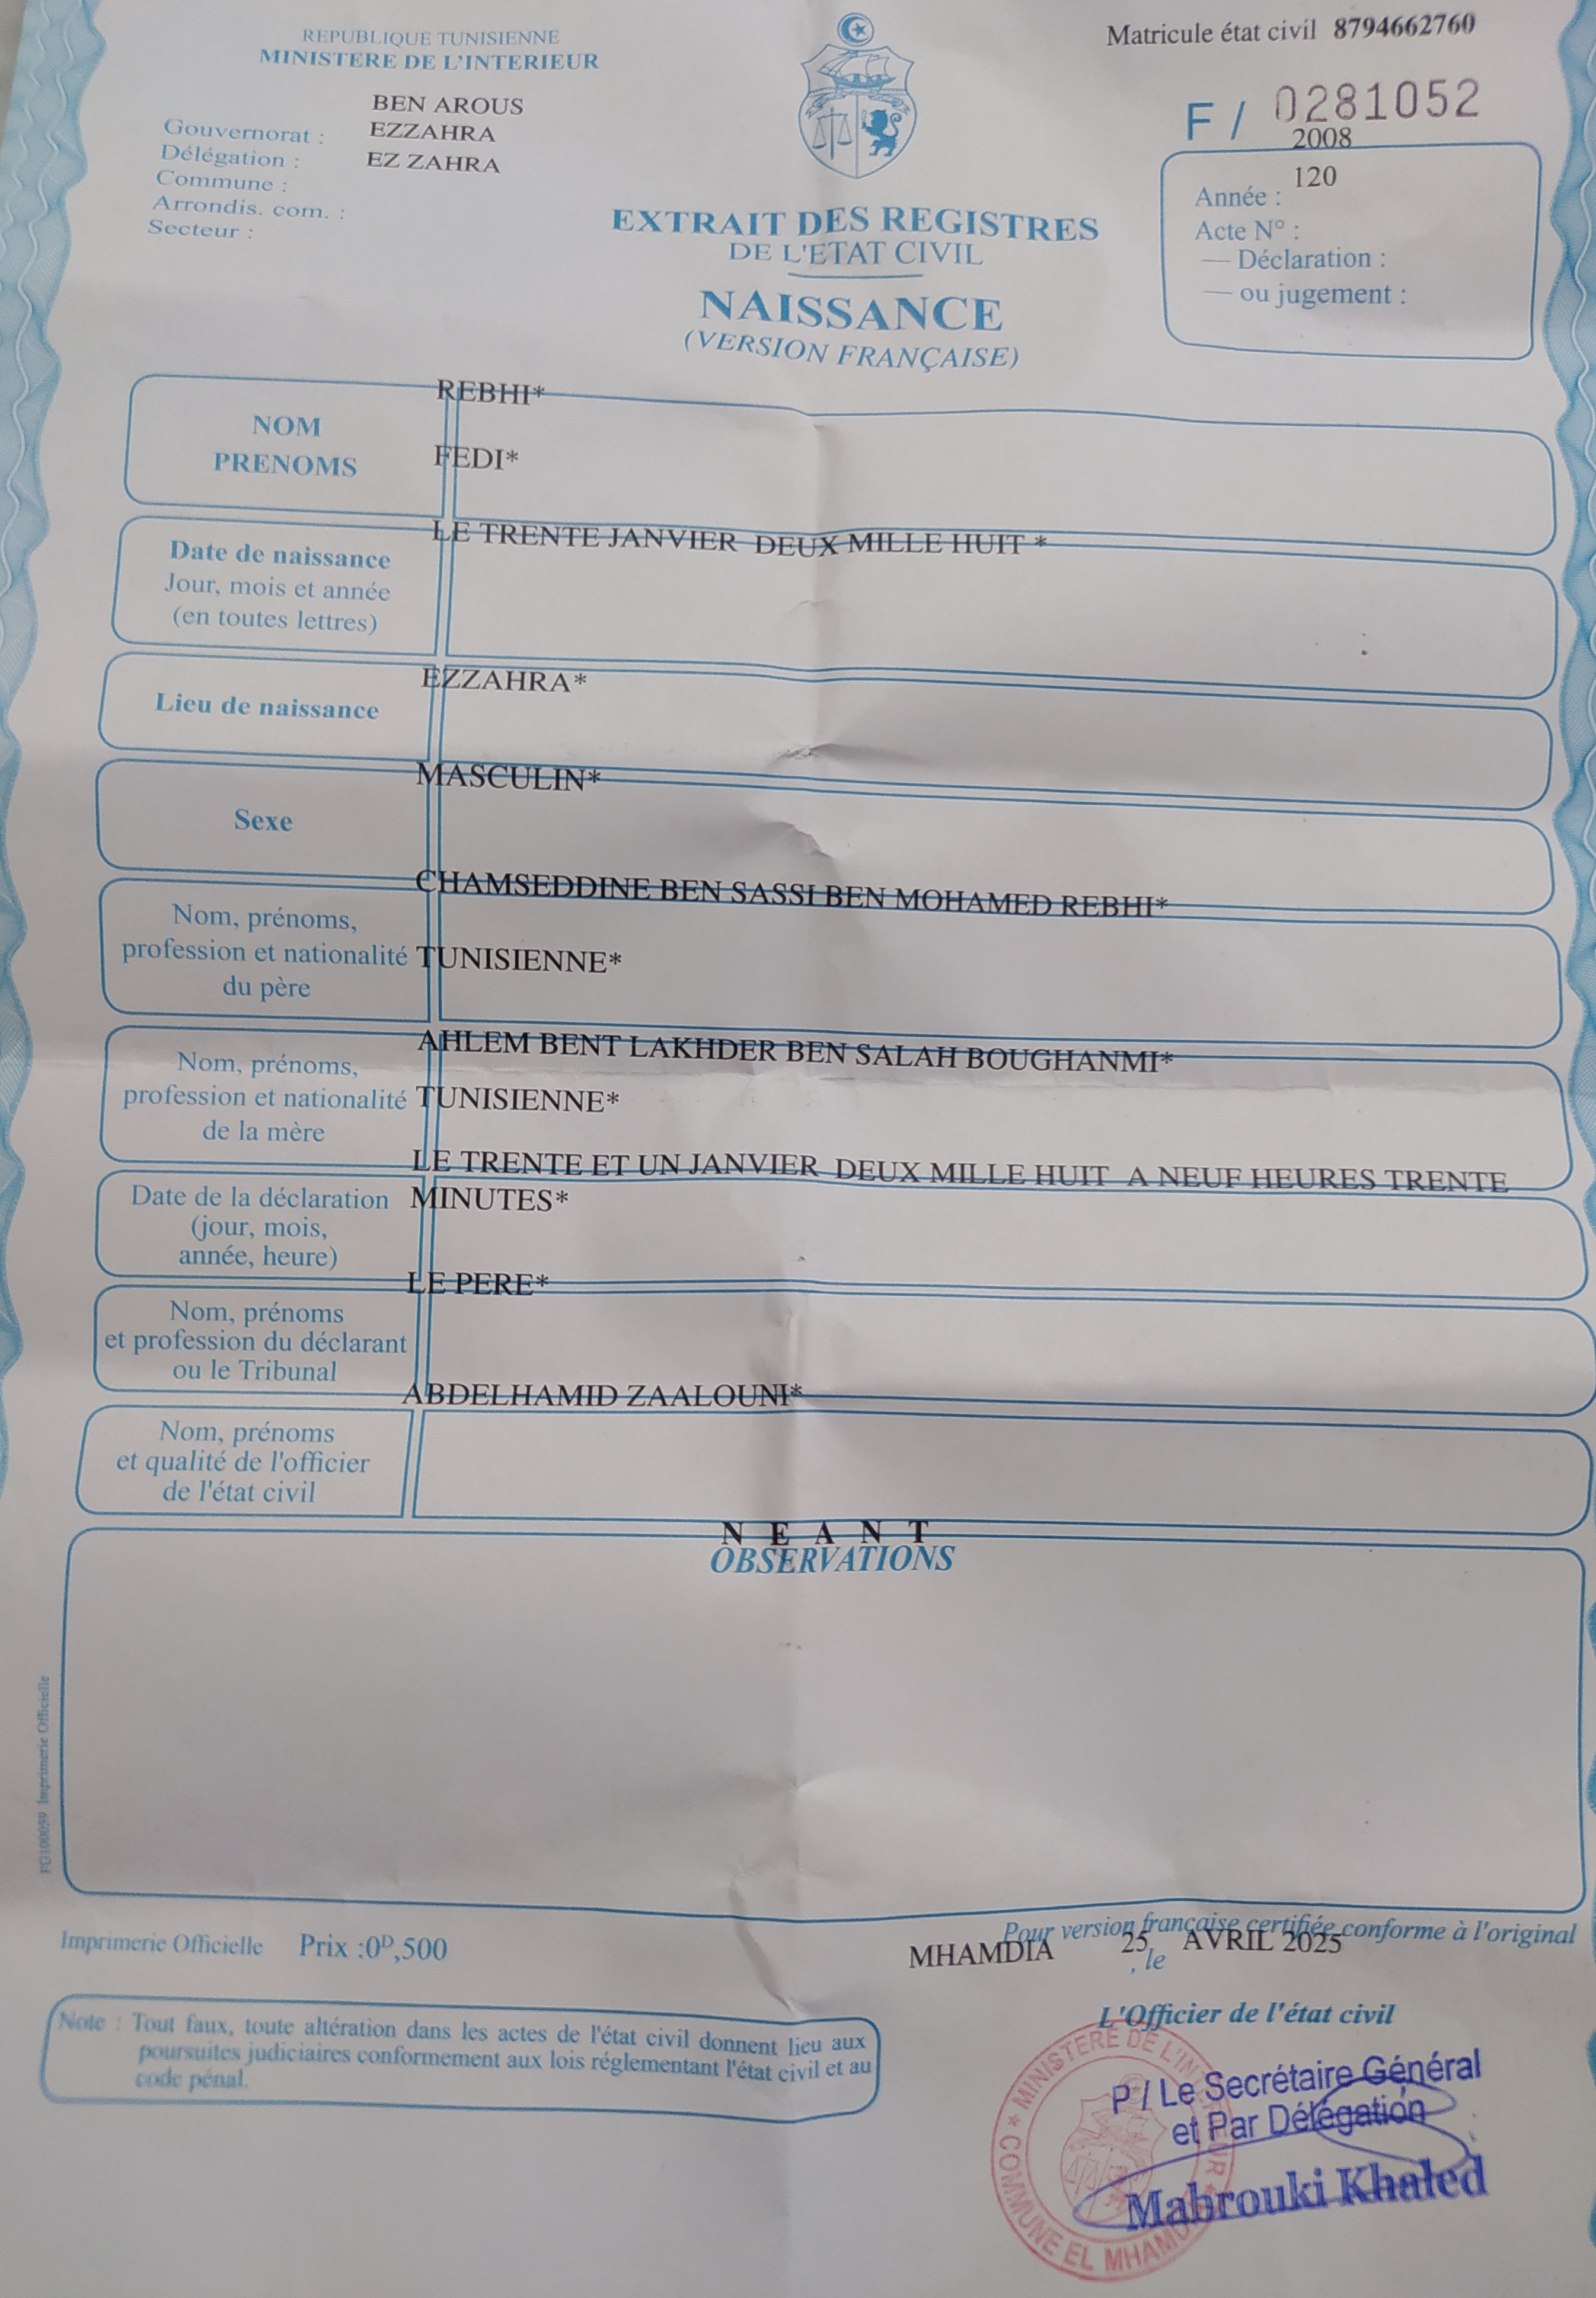 REPUBLIQUE TUNISIENNE
MINISTERE DE L'INTERIEUR
BEN AROUS
Gouvernorat : EZZAHRA
Délégation : EZ ZAHRA
Commune :
Arrondis. com. :
Secteur :
Matricule état civil 8794662760
F / 0281052
2008
120
Année :
Acte N° :
— Déclaration :
— ou jugement :
EXTRAIT DES REGISTRES
DE L'ETAT CIVIL
NAISSANCE
(VERSION FRANÇAISE)
REBHI*
NOM
FEDI*
PRENOMS
LE TRENTE JANVIER DEUX MILLE HUIT *
Date de naissance
Jour, mois et année
(en toutes lettres)
EZZAHRA*
Lieu de naissance
MASCULIN*
Sexe
CHAMSEDDINE BEN SASSI BEN MOHAMED REBHI*
Nom, prénoms,
profession et nationalité TUNISIENNE*
du père
AHLEM BENT LAKHDER BEN SALAH BOUGHANMI*
Nom, prénoms,
profession et nationalité TUNISIENNE*
de la mère
LE TRENTE ET UN JANVIER DEUX MILLE HUIT A NEUF HEURES TRENTE
Date de la déclaration MINUTES*
(jour, mois,
année, heure)
LE PERE*
Nom, prénoms
et profession du déclarant
ou le Tribunal
ABDELHAMID ZAALOUNI*
Nom, prénoms
et qualité de l'officier
de l'état civil
N E A N T
OBSERVATIONS
Imprimerie Officielle
Imprimerie Officielle Prix :0ᴰ,500
Pour version française certifiée conforme à l'original
MHAMDIA 25 AVRIL 2025
, le
Note : Tout faux, toute altération dans les actes de l'état civil donnent lieu aux
poursuites judiciaires conformement aux lois réglementant l'état civil et au
code pénal.
L'Officier de l'état civil
P / Le Secrétaire Général
et Par Délégation
Mabrouki Khaled
MINISTERE DE L'INTERIEUR
COMMUNE EL MHAMDIA